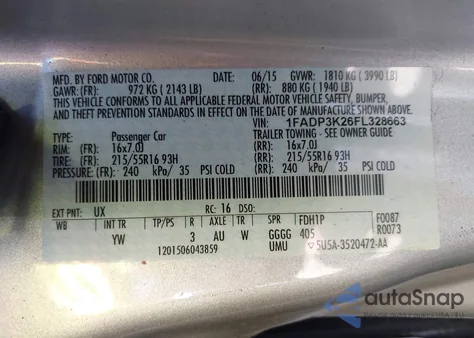 MFD. BY FORD MOTOR CO. DATE: 06/15 GVWR: 1810 KG ( 3990 LB)
GAWR: (FR): 972 KG ( 2143 LB) (RR): 880 KG ( 1940 LB)
THIS VEHICLE CONFORMS TO ALL APPLICABLE FEDERAL MOTOR VEHICLE SAFETY, BUMPER,
AND THEFT PREVENTION STANDARDS IN EFFECT ON THE DATE OF MANUFACTURE SHOWN ABOVE.
TYPE: Passenger Car 1FADP3K26FL328663
TIRE/TRAILER TOWING - SEE OWNER GUIDE
RIM: (FR): 16x7.0J (RR): 16x7.0J
TIRE: (FR): 215/55R16 93H (RR): 215/55R16 93H
PRESSURE: (FR): 240 kPa/ 35 PSI COLD (RR): 240 kPa/ 35 PSI COLD
EXT PNT: UX RC: 16 DSO:
WB INT TR TP/PS R AXLE TR SPR FDH1P F0087
YW 3 AU W GGGG 405 R0073
1201506043859 UMU ▽5U5A-3520472-AA
autoSnap